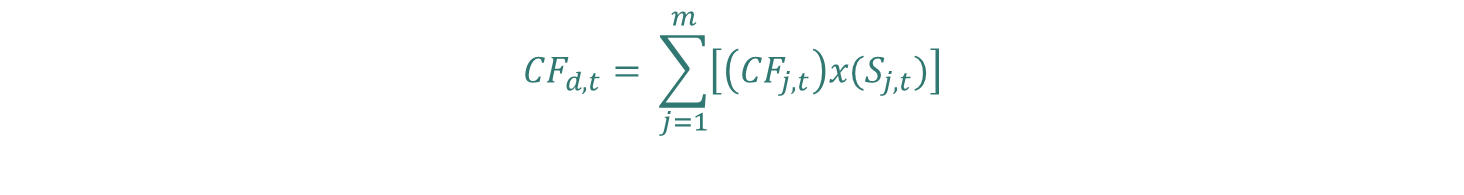 CF_{d,t} = \sum_{j=1}^{m} [(CF_{j,t})x(S_{j,t})]